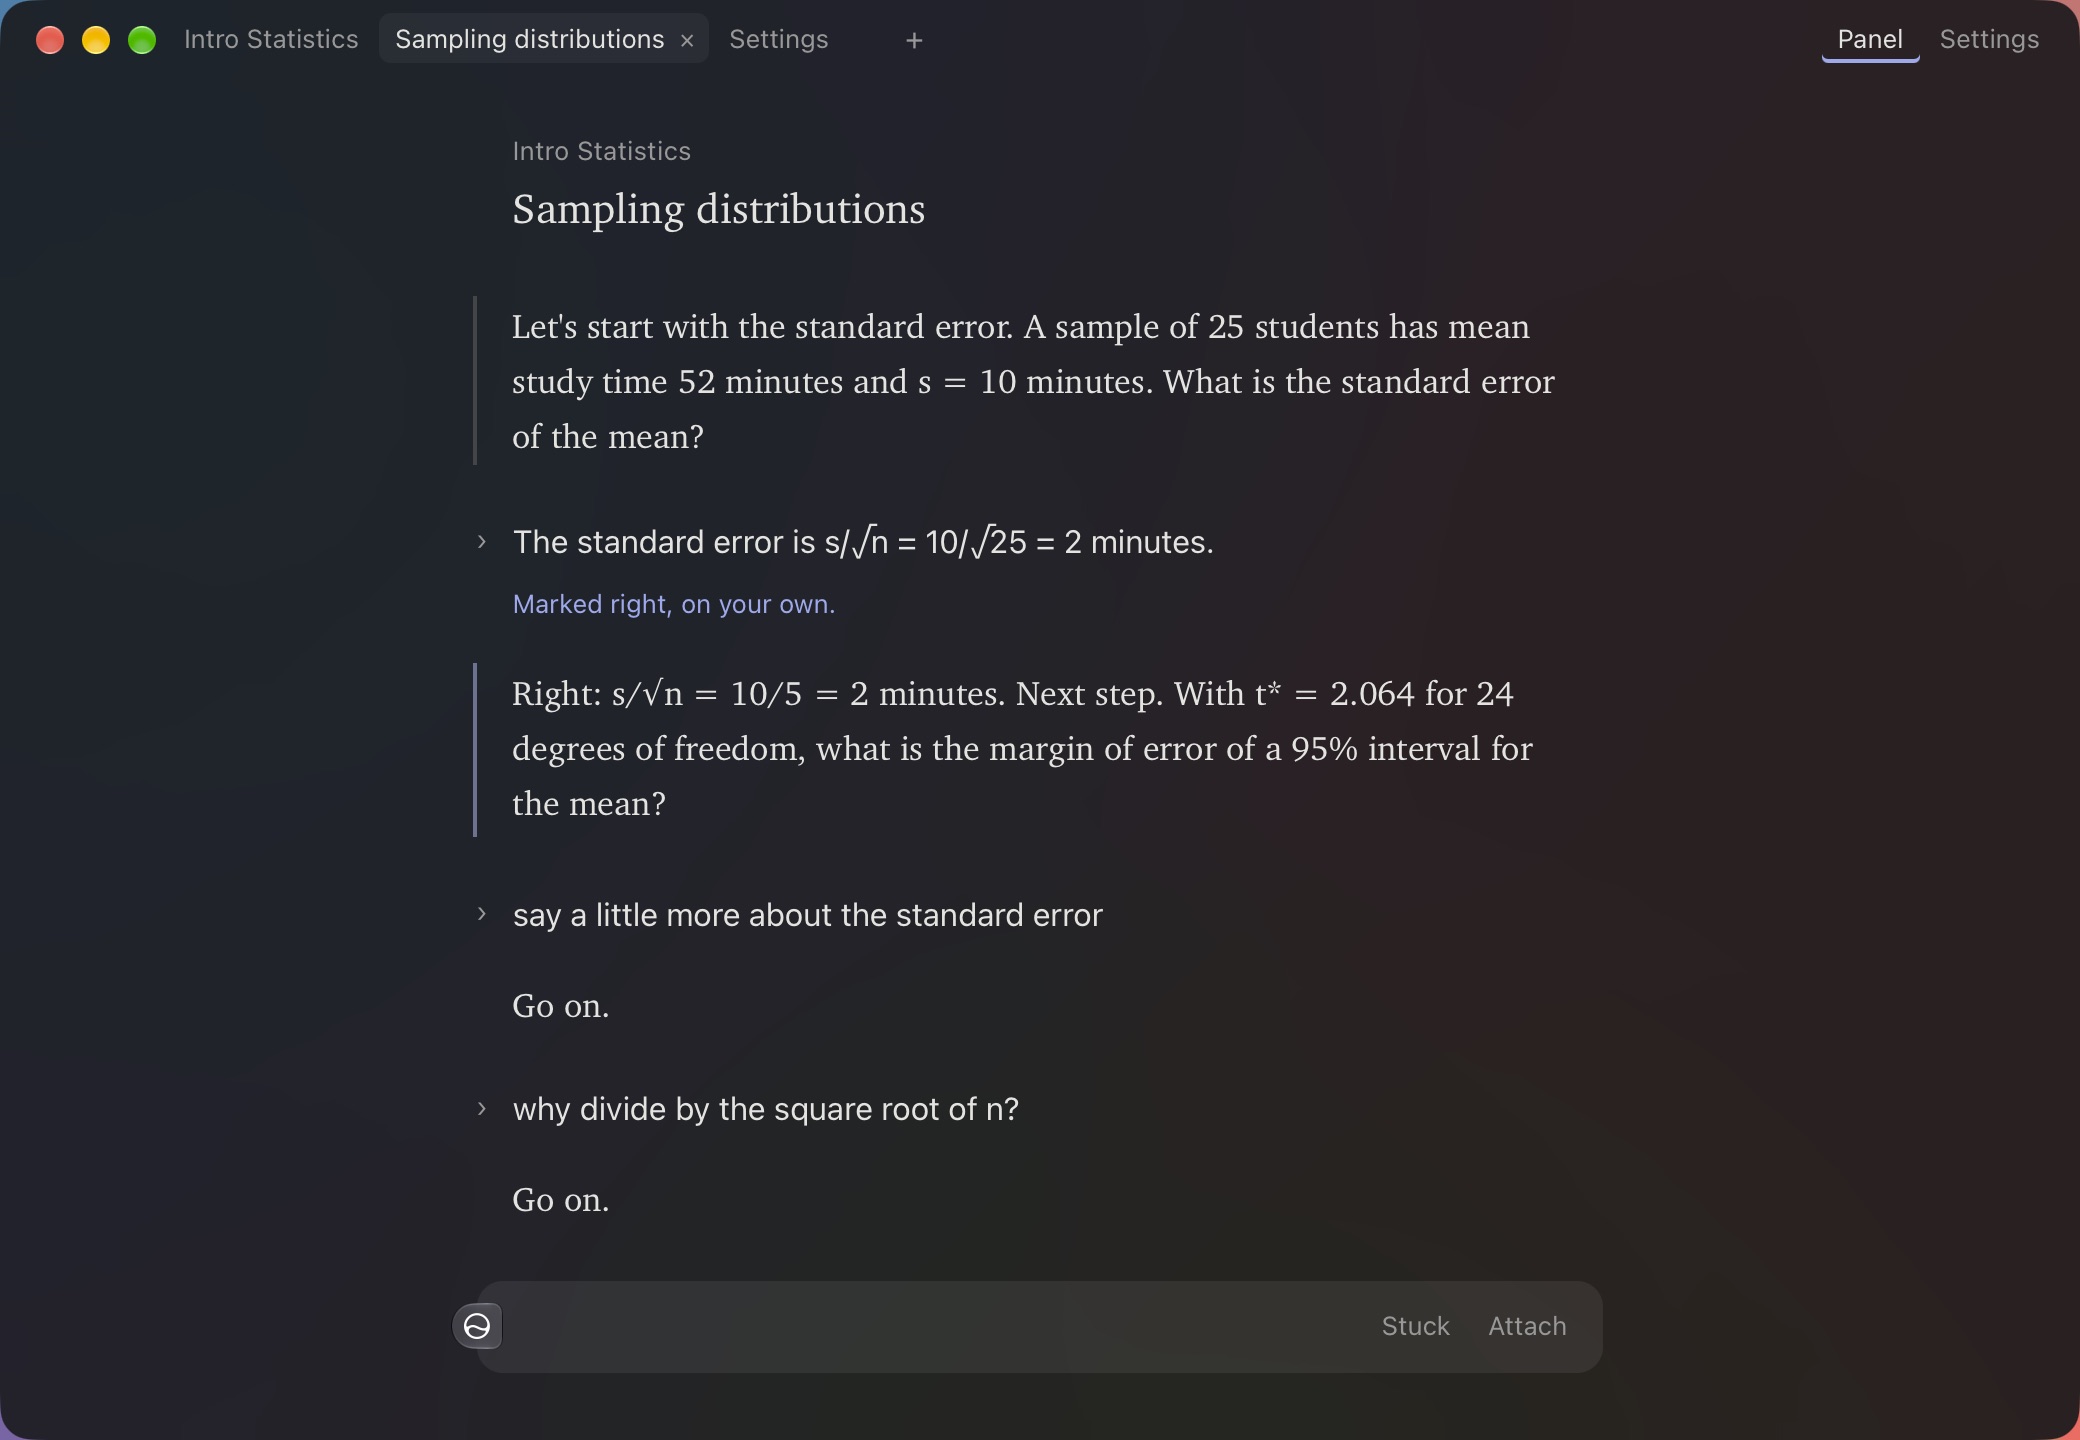 Intro Statistics
Sampling distributions ×
Settings
+
Panel
Settings
Intro Statistics
Sampling distributions
Let's start with the standard error. A sample of 25 students has mean
study time 52 minutes and s = 10 minutes. What is the standard error
of the mean?
› The standard error is s/√n = 10/√25 = 2 minutes.
Marked right, on your own.
Right: s/√n = 10/5 = 2 minutes. Next step. With t* = 2.064 for 24
degrees of freedom, what is the margin of error of a 95% interval for
the mean?
› say a little more about the standard error
Go on.
› why divide by the square root of n?
Go on.
Stuck
Attach